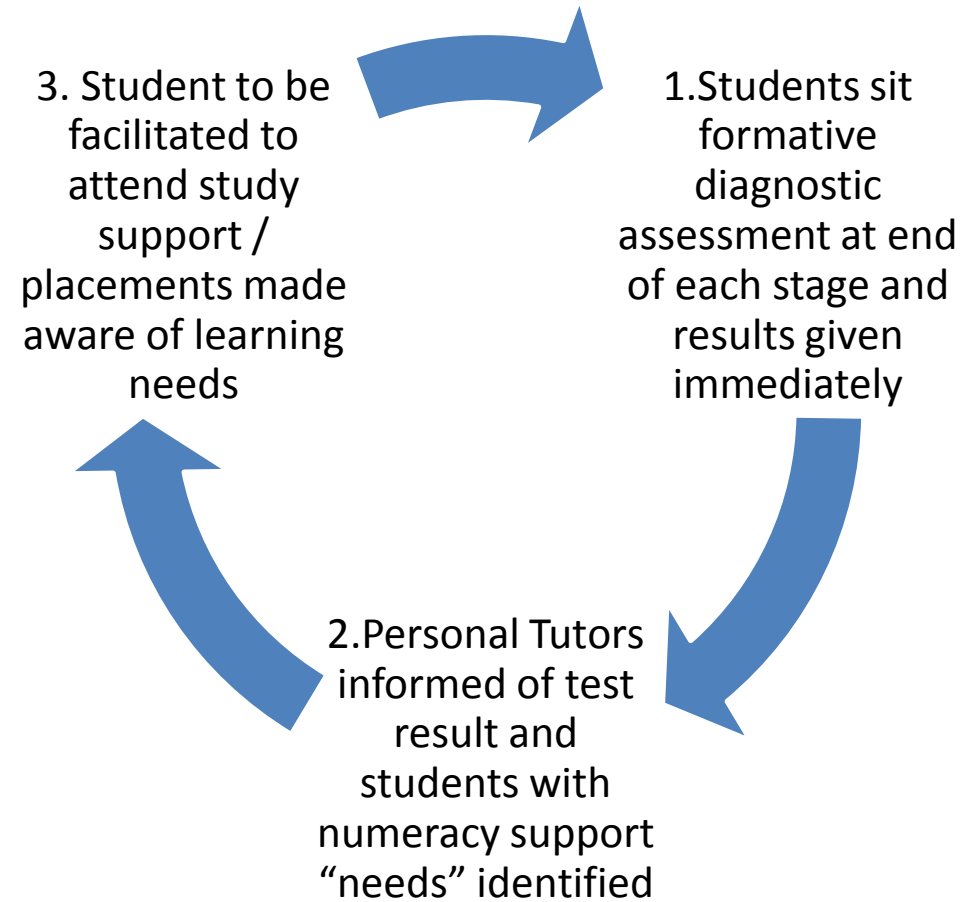 1.Students sit
formative
diagnostic
assessment at end
of each stage and
results given
immediately
2.Personal Tutors
informed of test
result and
students with
numeracy support
“needs” identified
3. Student to be
facilitated to
attend study
support /
placements made
aware of learning
needs